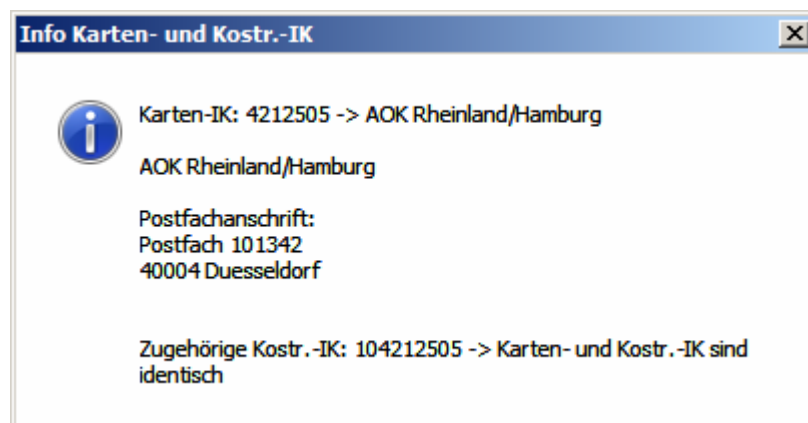 Info Karten- und Kostr.-IK
Karten-IK: 4212505 -> AOK Rheinland/Hamburg
AOK Rheinland/Hamburg
Postfachanschrift:
Postfach 101342
40004 Duesseldorf
Zugehörige Kostr.-IK: 104212505 -> Karten- und Kostr.-IK sind
identisch